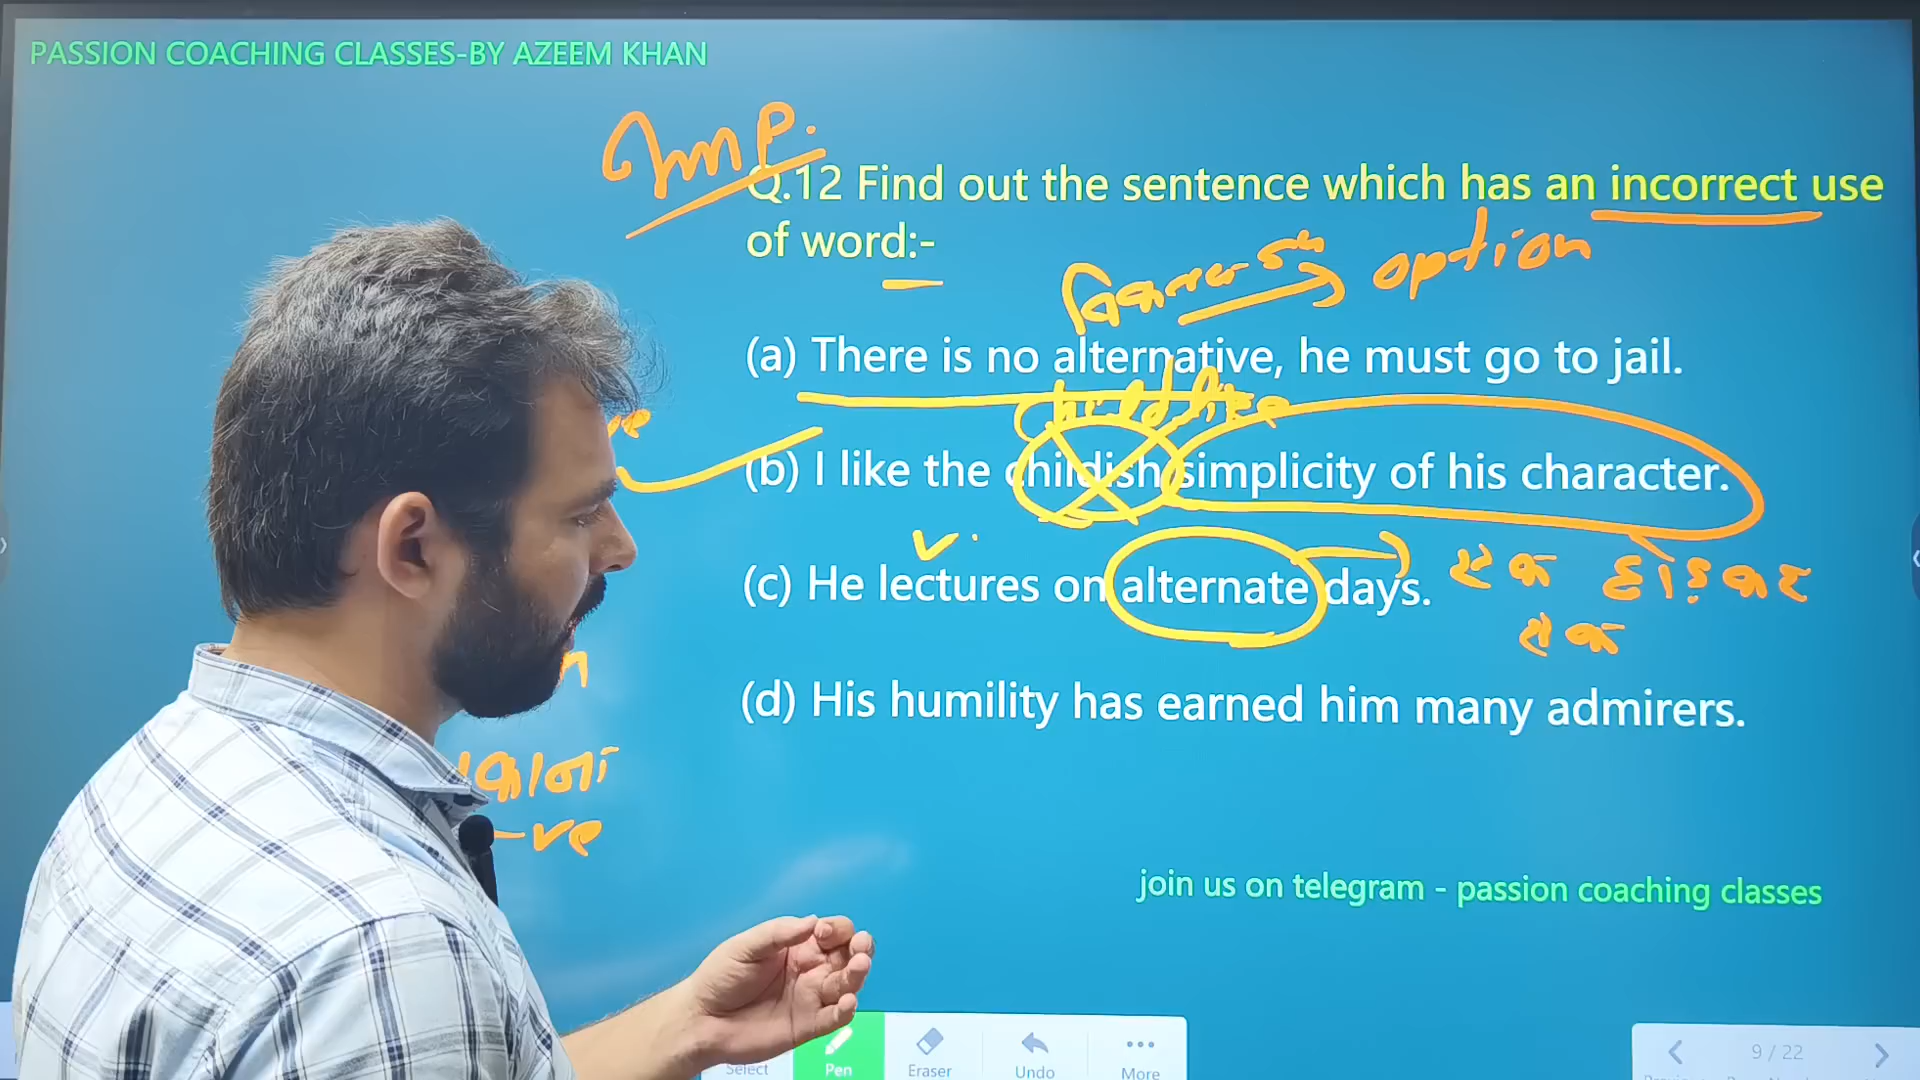 PASSION COACHING CLASSES-BY AZEEM KHAN
Imp.
Q.12 Find out the sentence which has an incorrect use
of word:-
option
(a) There is no alternative, he must go to jail.
childlike
(b) I like the childish simplicity of his character.
(c) He lectures on alternate days.
एक छोड़कर
एक
(d) His humility has earned him many admirers.
-ve
join us on telegram - passion coaching classes
Select Pen Eraser Undo More
9 / 22